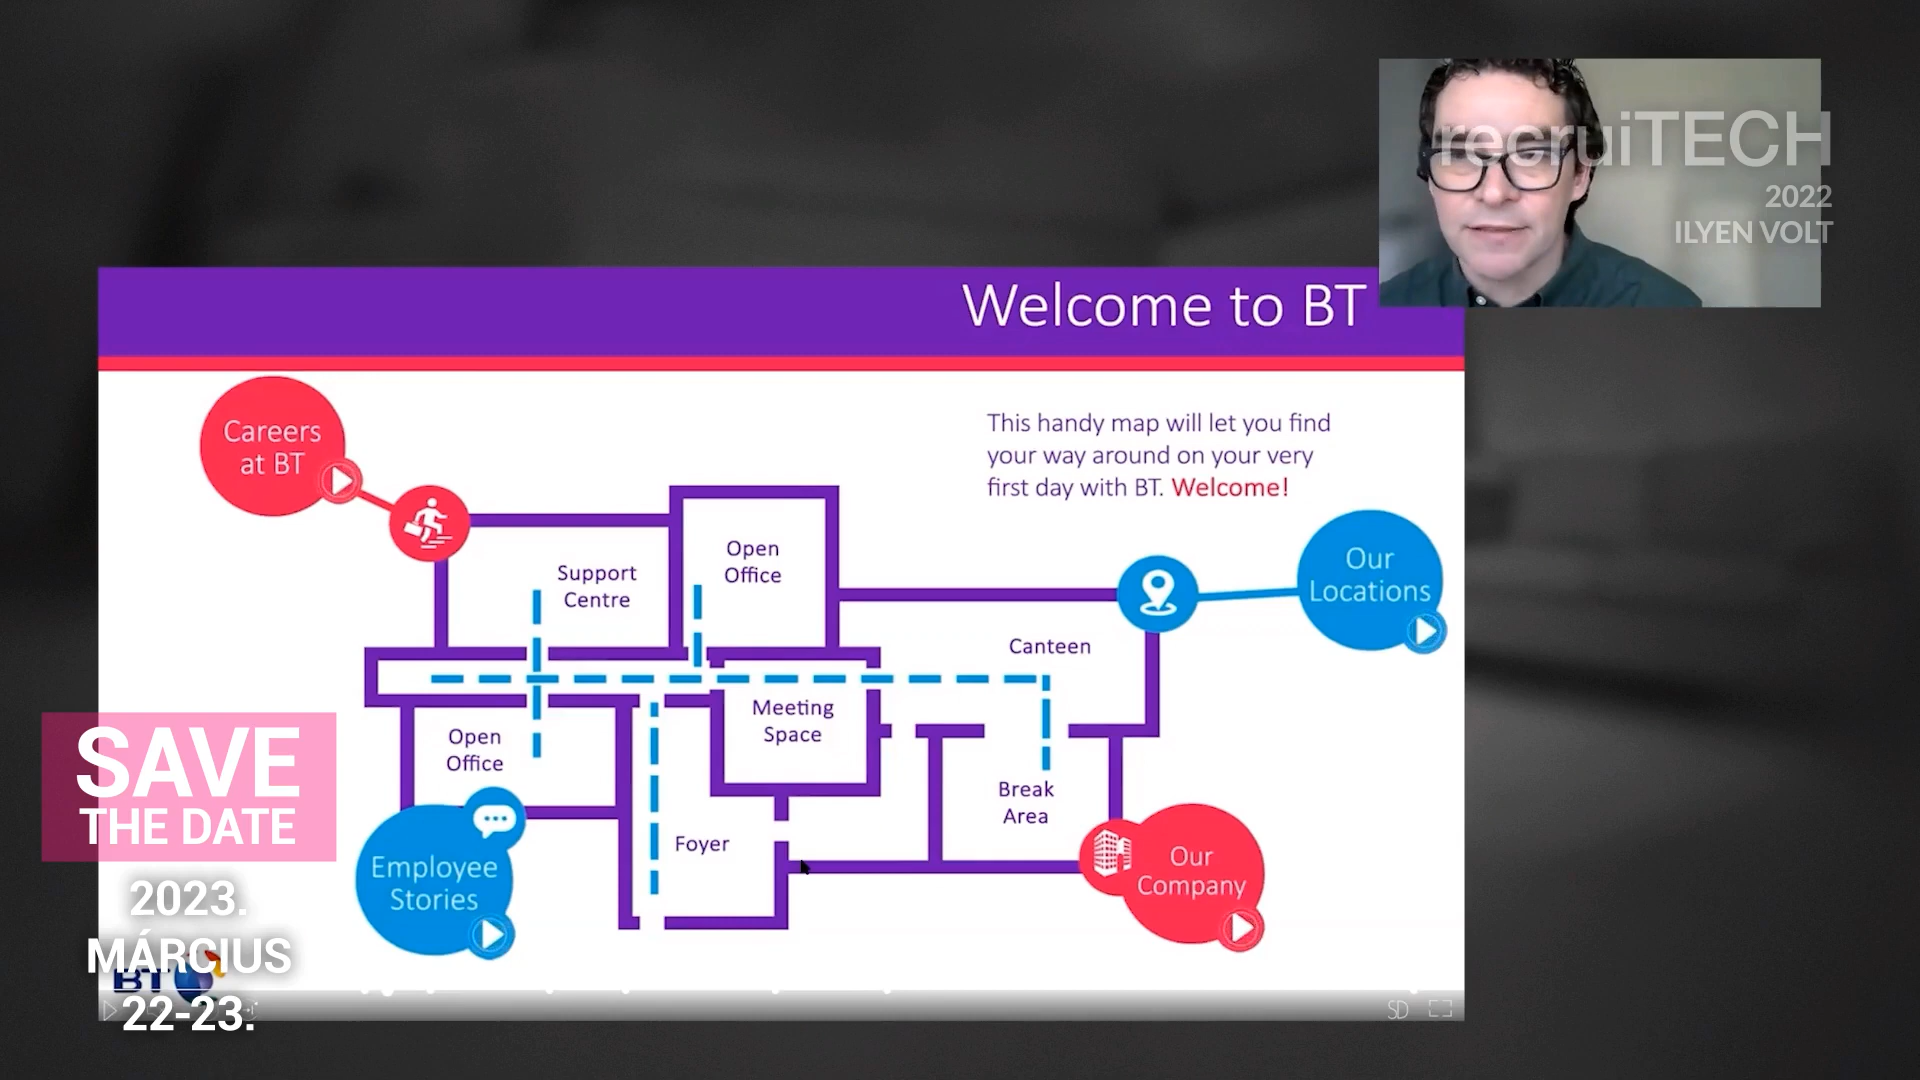 recruiTECH
2022
ILYEN VOLT
Welcome to BT
Careers
at BT
This handy map will let you find
your way around on your very
first day with BT. Welcome!
Open
Office
Support
Centre
Our
Locations
Canteen
Meeting
Space
Open
Office
Break
Area
Foyer
Employee
Stories
Our
Company
SAVE
THE DATE
2023.
MÁRCIUS
22-23.
BT
SD